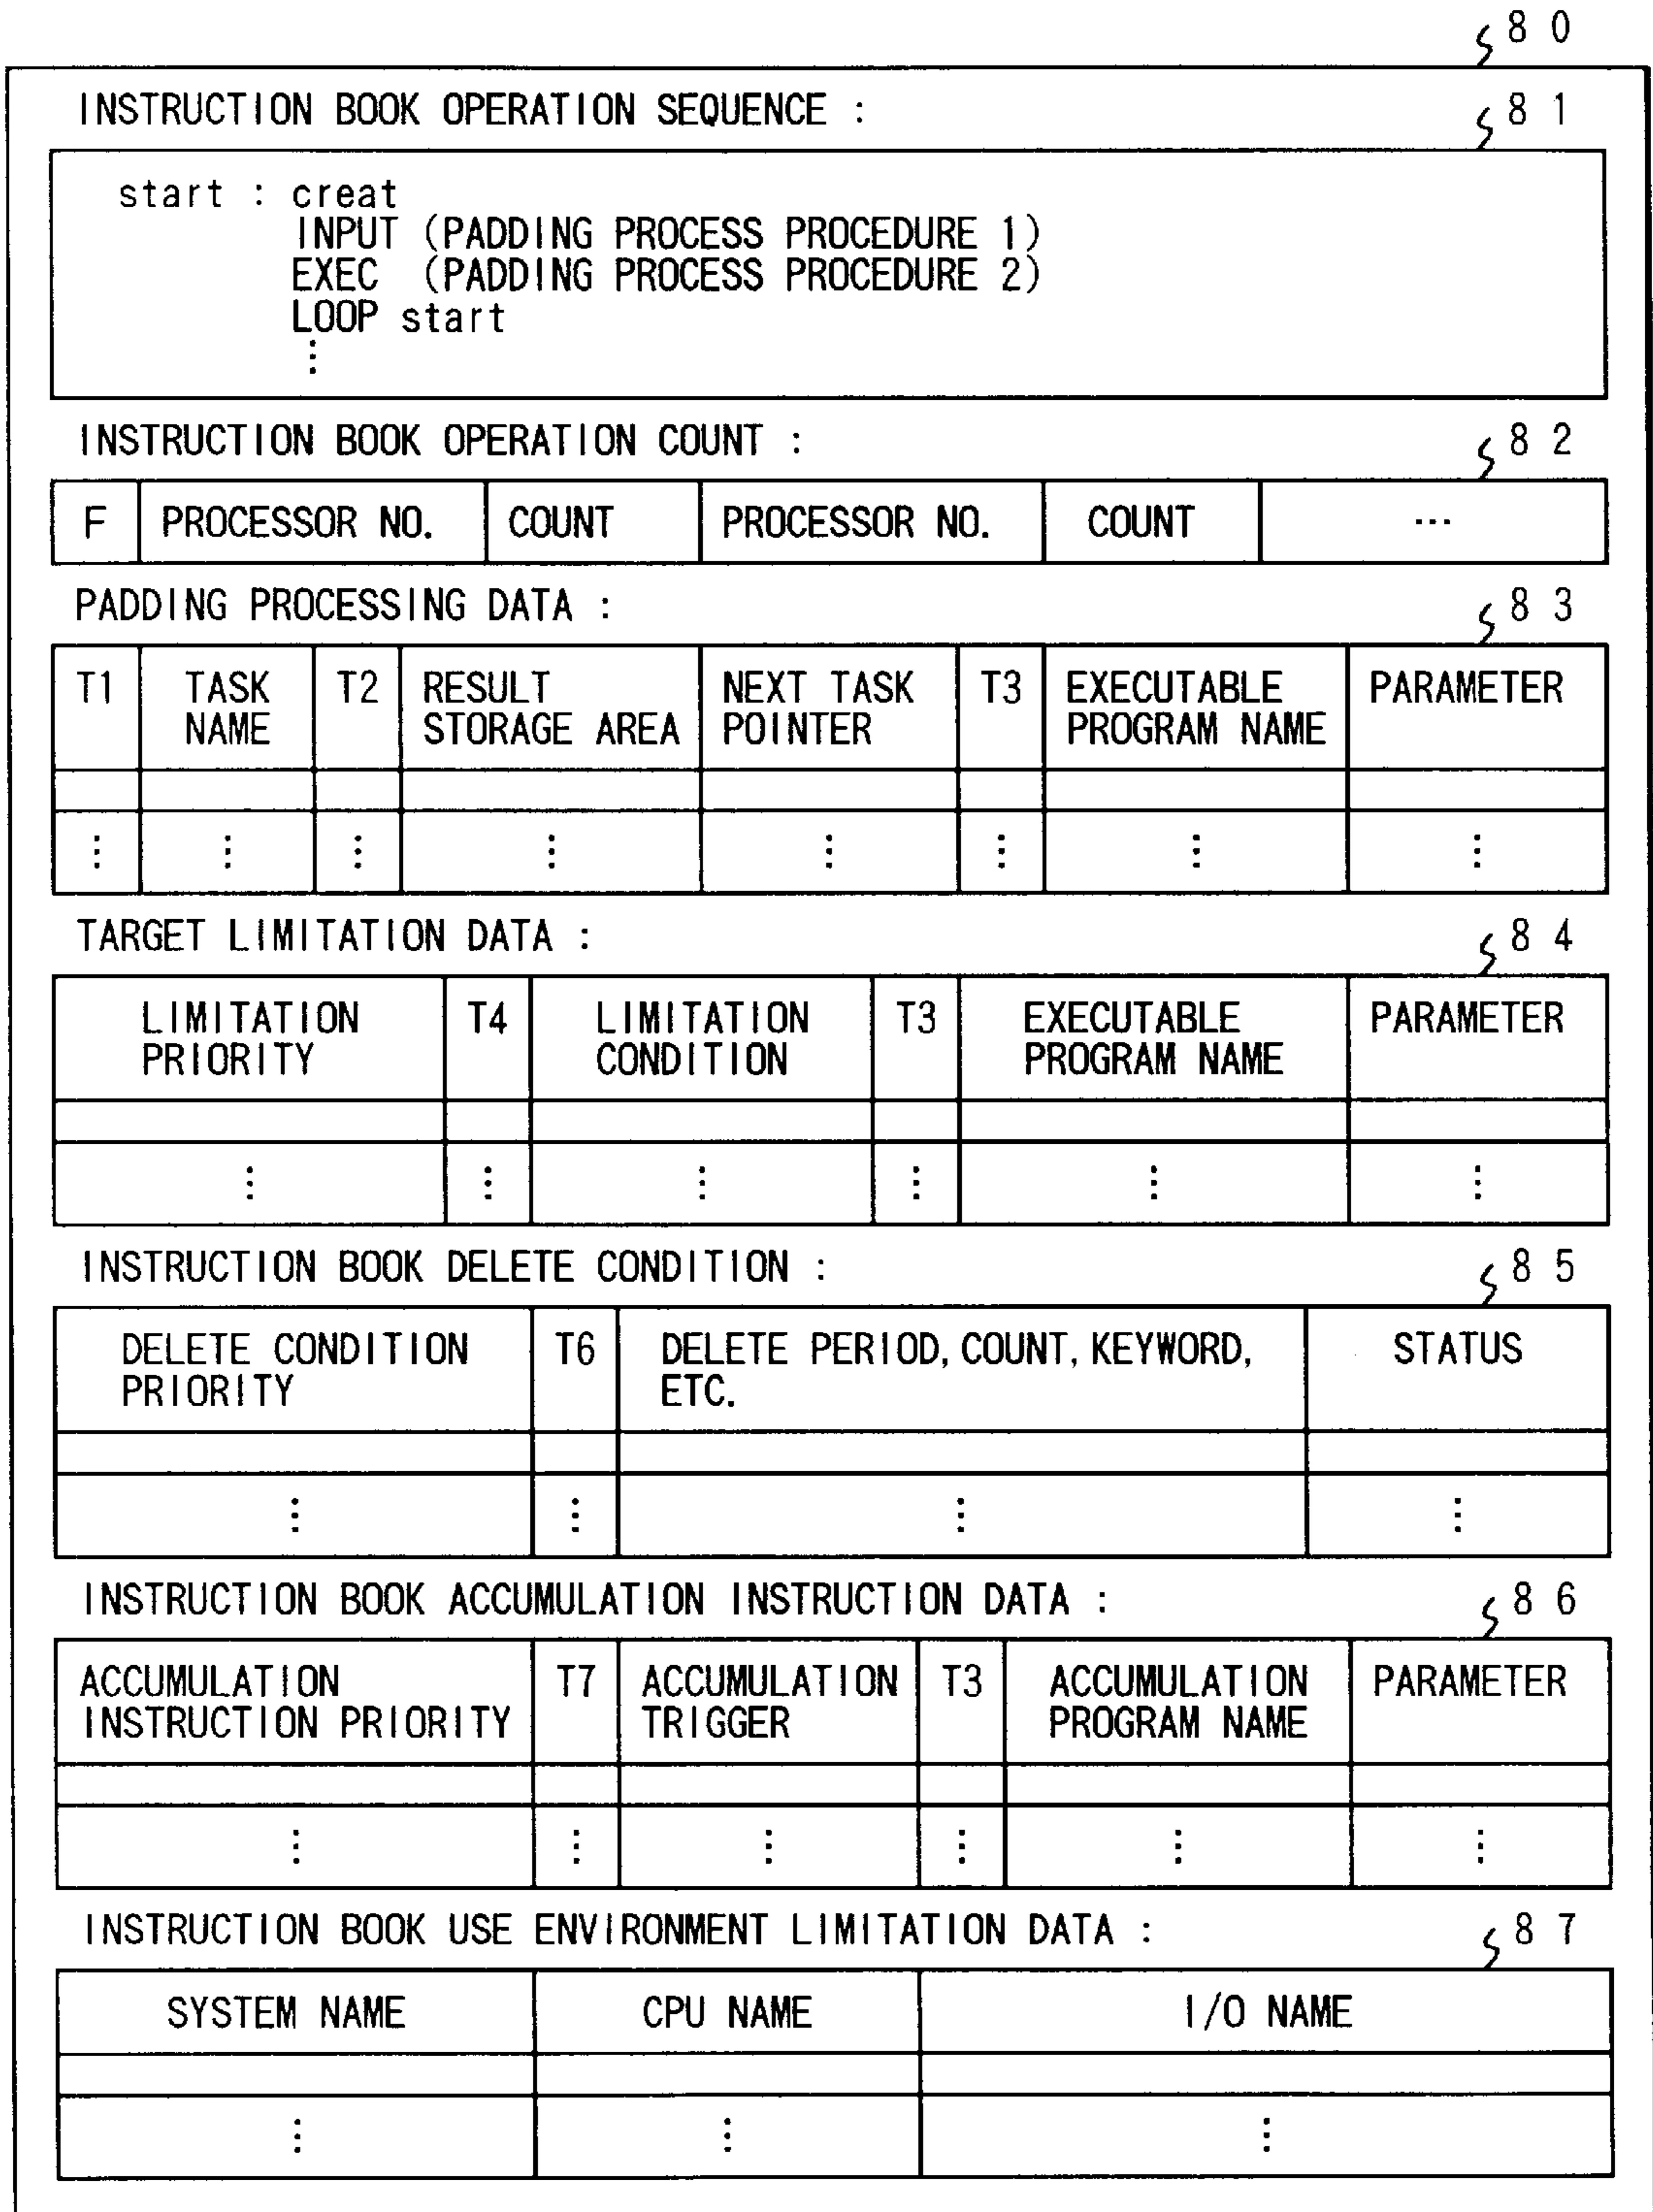 80
INSTRUCTION BOOK OPERATION SEQUENCE :
81
start : creat
INPUT (PADDING PROCESS PROCEDURE 1)
EXEC (PADDING PROCESS PROCEDURE 2)
LOOP start
⋮
INSTRUCTION BOOK OPERATION COUNT :
82
F PROCESSOR NO. COUNT PROCESSOR NO. COUNT ...
PADDING PROCESSING DATA :
83
T1 TASK NAME T2 RESULT STORAGE AREA NEXT TASK POINTER T3 EXECUTABLE PROGRAM NAME PARAMETER
⋮ ⋮ ⋮ ⋮ ⋮ ⋮ ⋮ ⋮
TARGET LIMITATION DATA :
84
LIMITATION PRIORITY T4 LIMITATION CONDITION T3 EXECUTABLE PROGRAM NAME PARAMETER
⋮ ⋮ ⋮ ⋮ ⋮ ⋮
INSTRUCTION BOOK DELETE CONDITION :
85
DELETE CONDITION PRIORITY T6 DELETE PERIOD, COUNT, KEYWORD, ETC. STATUS
⋮ ⋮ ⋮ ⋮
INSTRUCTION BOOK ACCUMULATION INSTRUCTION DATA :
86
ACCUMULATION INSTRUCTION PRIORITY T7 ACCUMULATION TRIGGER T3 ACCUMULATION PROGRAM NAME PARAMETER
⋮ ⋮ ⋮ ⋮ ⋮ ⋮
INSTRUCTION BOOK USE ENVIRONMENT LIMITATION DATA :
87
SYSTEM NAME CPU NAME I/O NAME
⋮ ⋮ ⋮